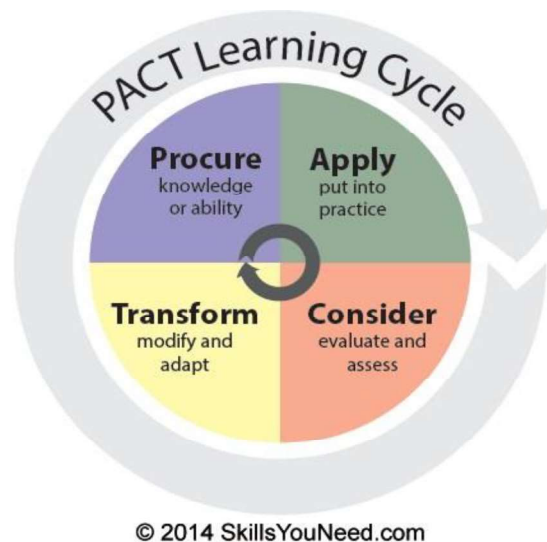 PACT Learning Cycle
Procure
knowledge
or ability
Apply
put into
practice
Transform
modify and
adapt
Consider
evaluate and
assess
© 2014 SkillsYouNeed.com